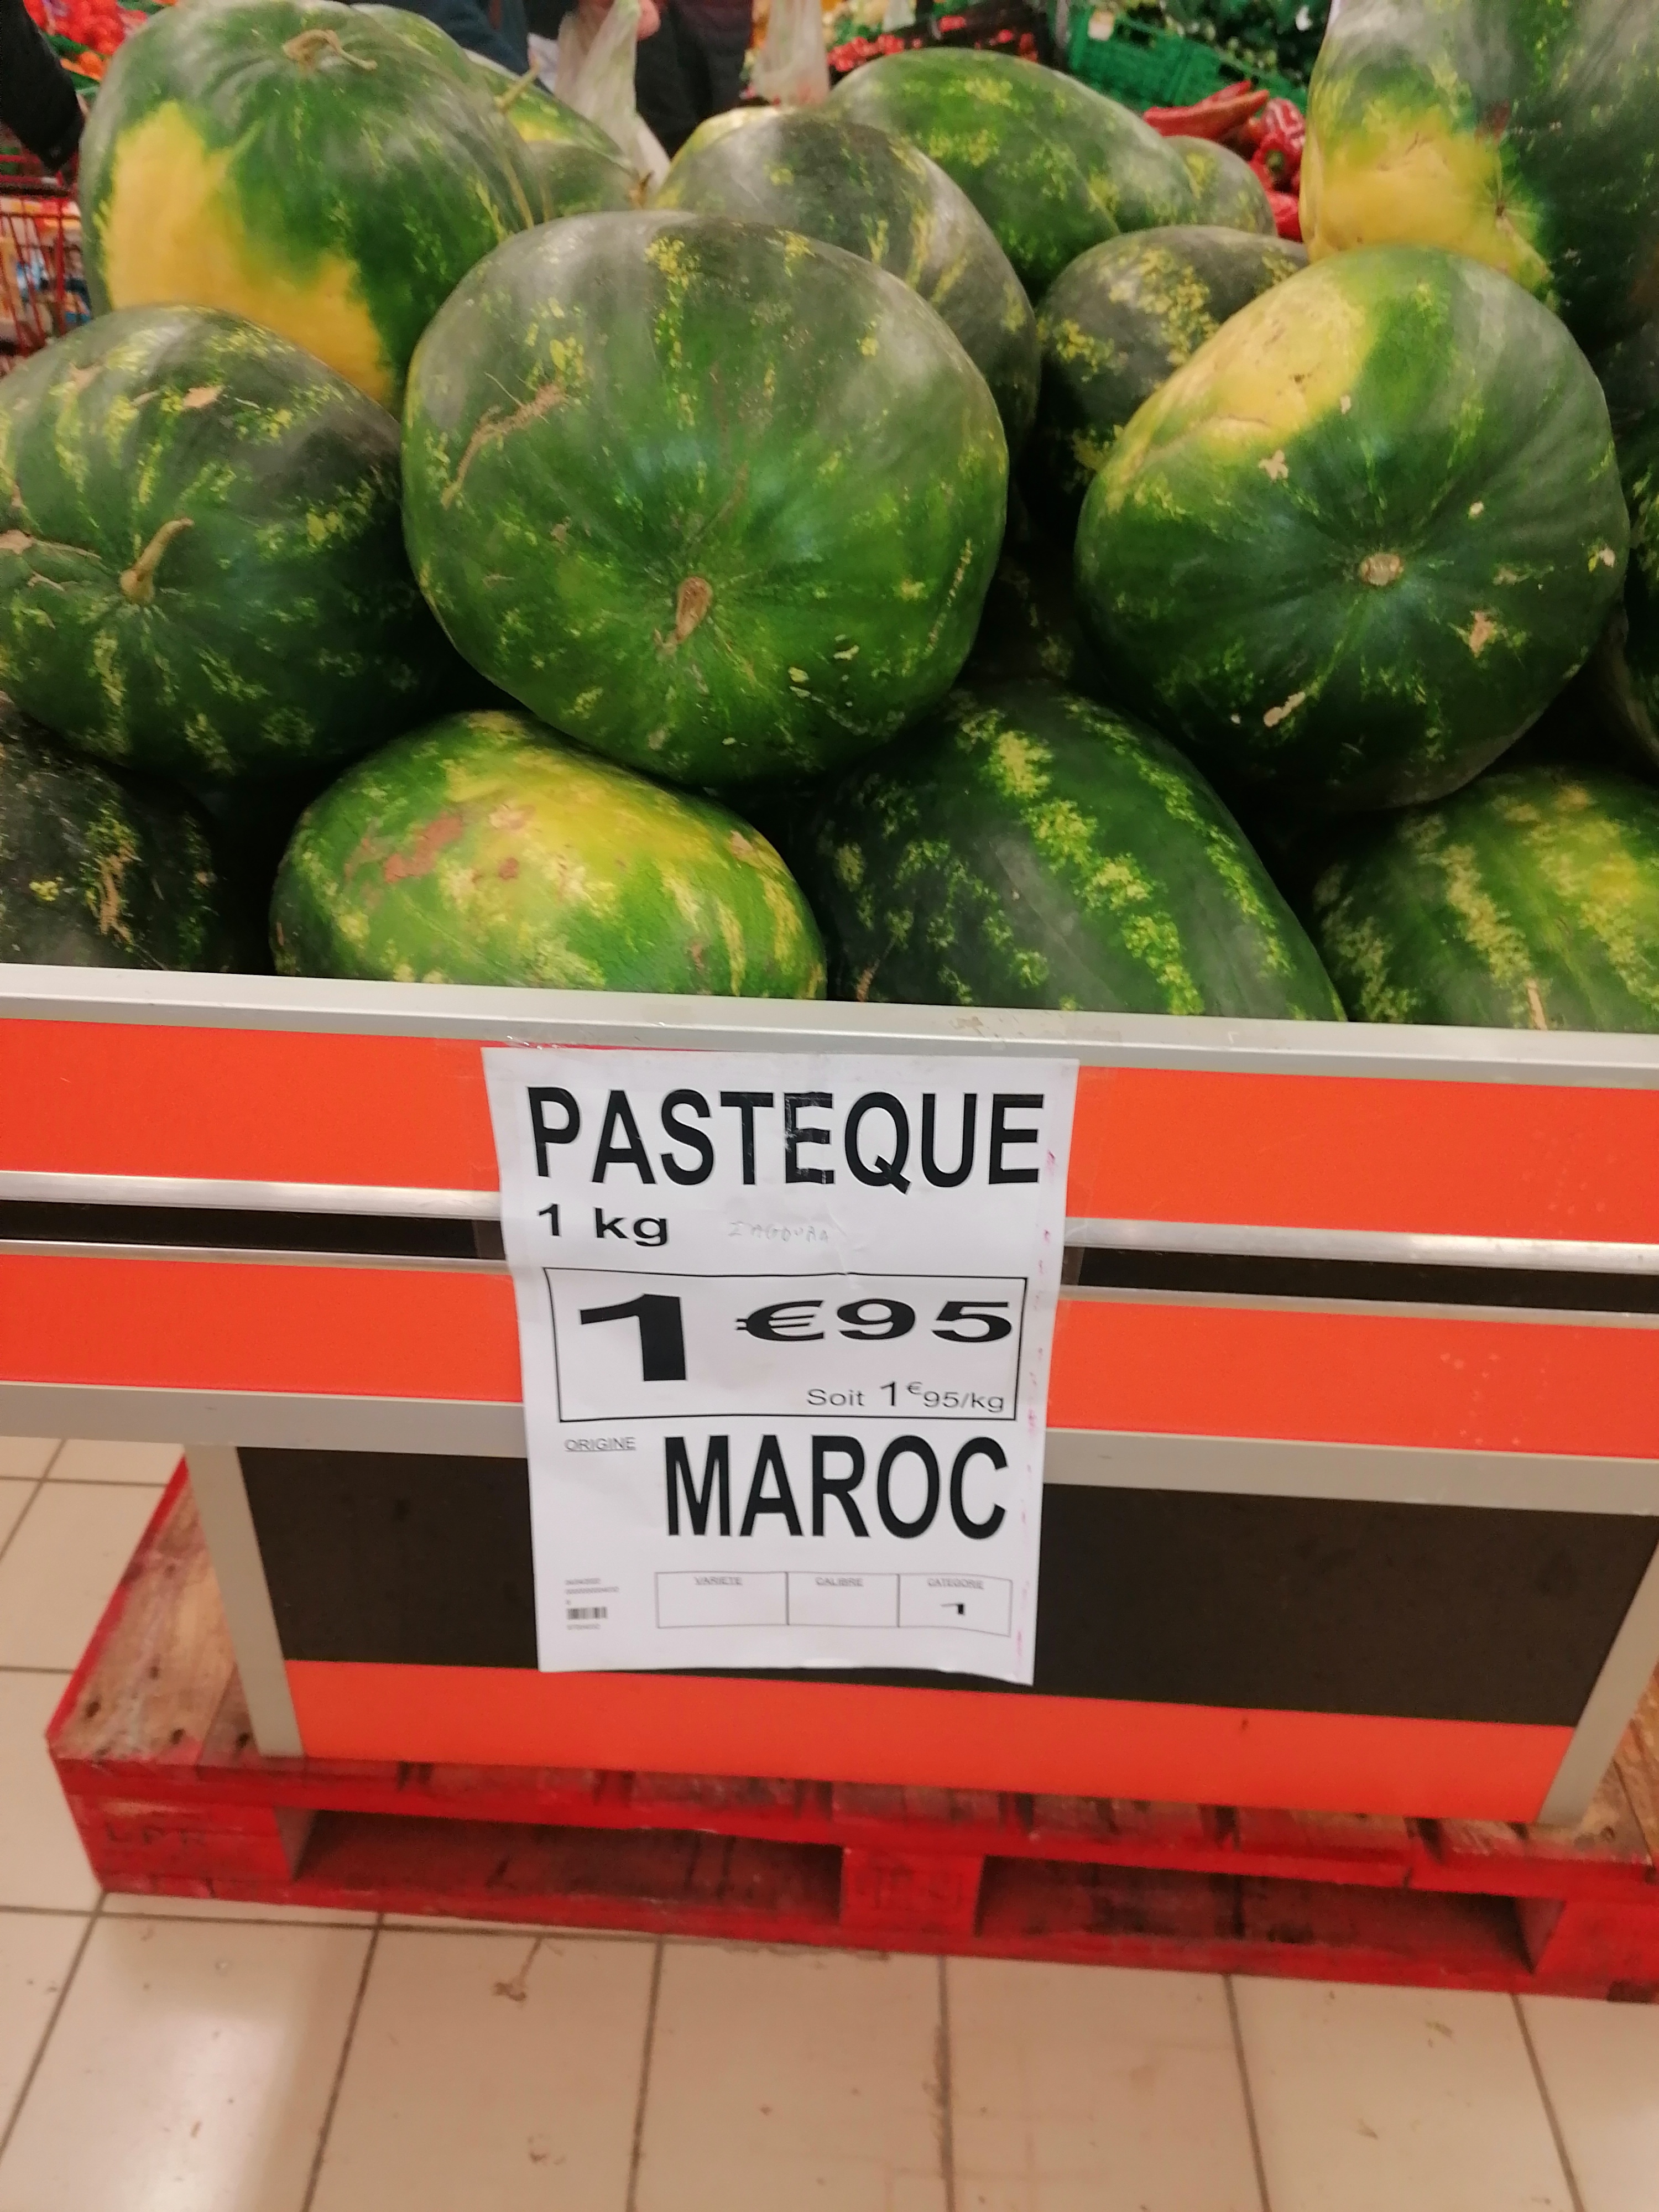 PASTEQUE
1 kg
1 €95
Soit 1€95/kg
ORIGINE
MAROC
VARIETE CALIBRE CATEGORIE
1